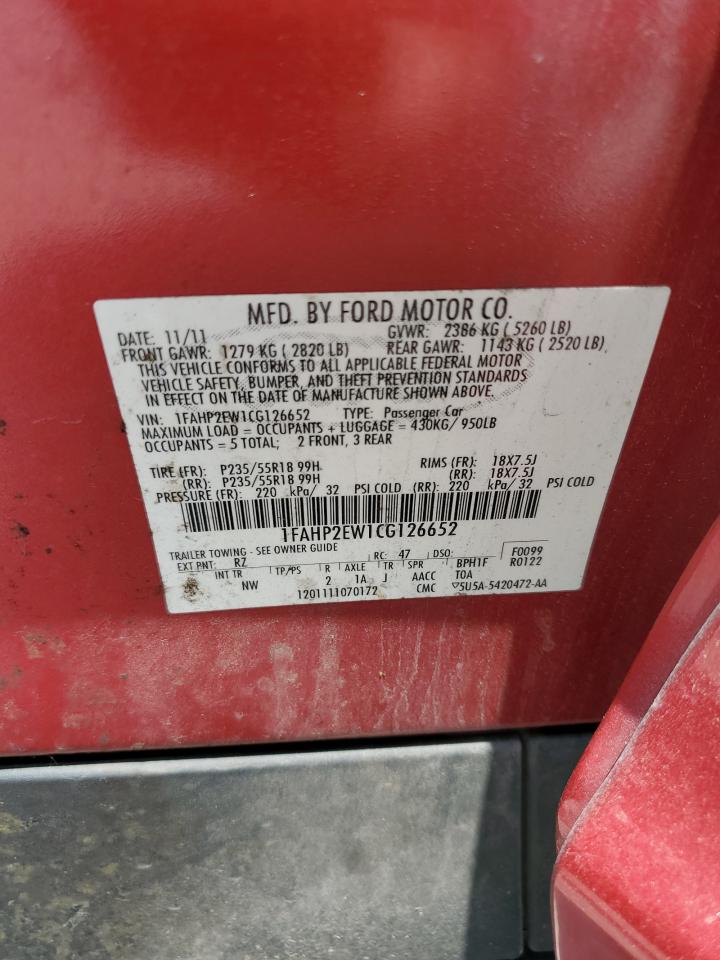 MFD. BY FORD MOTOR CO.
DATE: 11/11 GVWR: 2386 KG ( 5260 LB)
FRONT GAWR: 1279 KG ( 2820 LB) REAR GAWR: 1143 KG ( 2520 LB)
THIS VEHICLE CONFORMS TO ALL APPLICABLE FEDERAL MOTOR
VEHICLE SAFETY, BUMPER, AND THEFT PREVENTION STANDARDS
IN EFFECT ON THE DATE OF MANUFACTURE SHOWN ABOVE.
VIN: 1FAHP2EW1CG126652 TYPE: Passenger Car
MAXIMUM LOAD = OCCUPANTS + LUGGAGE = 430KG/ 950LB
OCCUPANTS = 5 TOTAL; 2 FRONT, 3 REAR
TIRE (FR): P235/55R18 99H RIMS (FR): 18X7.5J
(RR): P235/55R18 99H (RR): 18X7.5J
PRESSURE (FR): 220 kPa/ 32 PSI COLD (RR): 220 kPa/ 32 PSI COLD
1FAHP2EW1CG126652
TRAILER TOWING - SEE OWNER GUIDE
EXT PNT: RZ RC: 47 DSO: F0099
INT TR TP/PS R AXLE TR SPR BPH1F R0122
NW 2 1A J AACC TOA
1201111070172 CMC 5U5A-5420472-AA